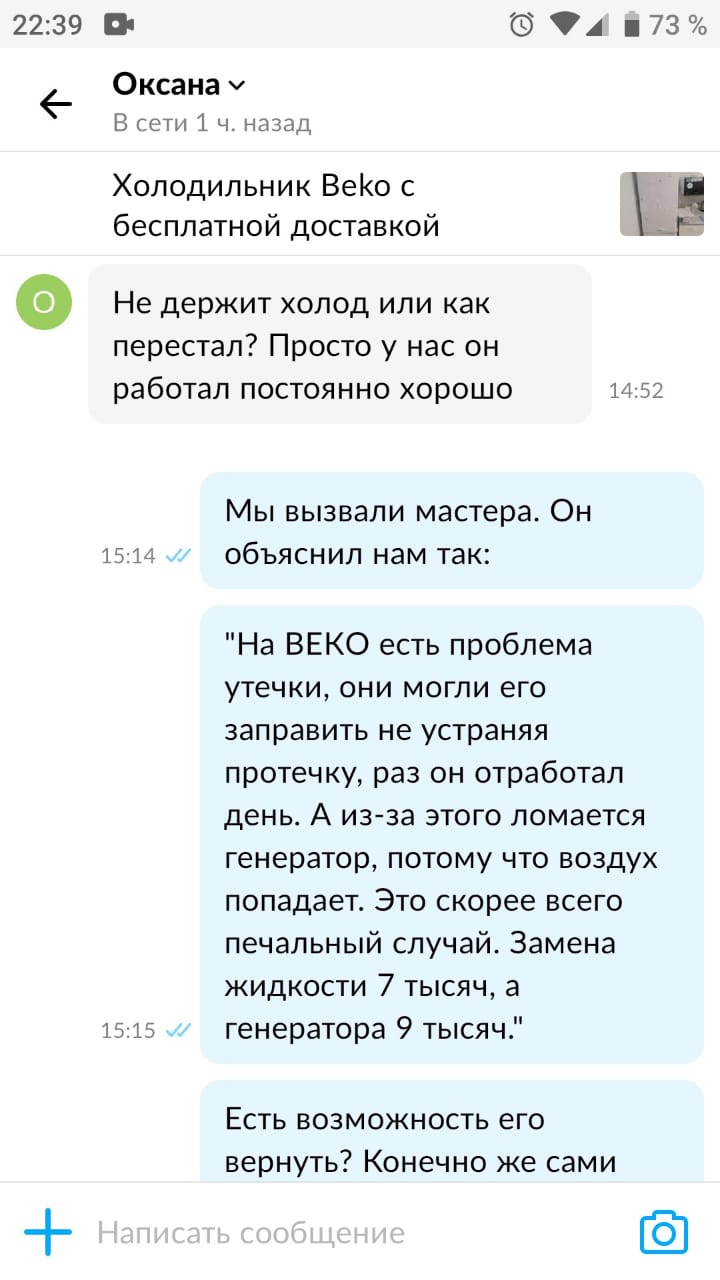 22:39
73 %
Оксана
В сети 1 ч. назад
Холодильник Beko с
бесплатной доставкой
О
Не держит холод или как
перестал? Просто у нас он
работал постоянно хорошо
14:52
Мы вызвали мастера. Он
объяснил нам так:
15:14
"На ВЕКО есть проблема
утечки, они могли его
заправить не устраняя
протечку, раз он отработал
день. А из-за этого ломается
генератор, потому что воздух
попадает. Это скорее всего
печальный случай. Замена
жидкости 7 тысяч, а
генератора 9 тысяч."
15:15
Есть возможность его
вернуть? Конечно же сами
Написать сообщение